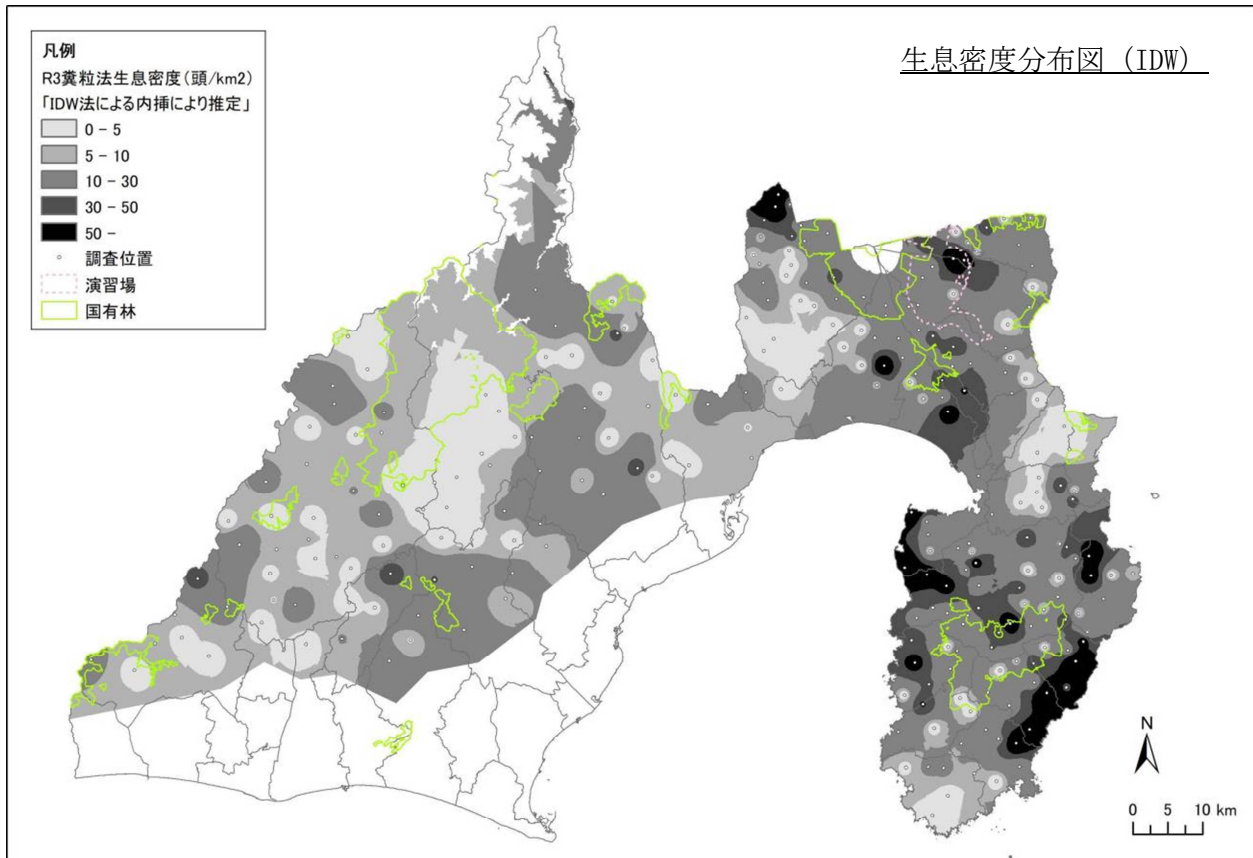 生息密度分布図 (IDW)
凡例
R3糞粒法生息密度(頭/km2)
「IDW法による内挿により推定」
0 - 5
5 - 10
10 - 30
30 - 50
50 -
調査位置
演習場
国有林
N
0 5 10 km